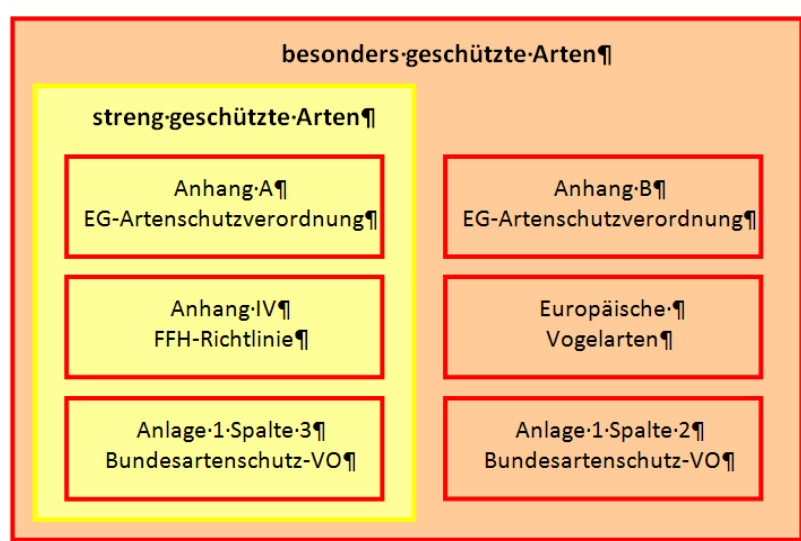 besonders·geschützte·Arten¶
streng·geschützte·Arten¶
Anhang·A¶
EG-Artenschutzverordnung¶
Anhang·B¶
EG-Artenschutzverordnung¶
Anhang·IV¶
FFH-Richtlinie¶
Europäische·¶
Vogelarten¶
Anlage·1·Spalte·3¶
Bundesartenschutz-VO¶
Anlage·1·Spalte·2¶
Bundesartenschutz-VO¶